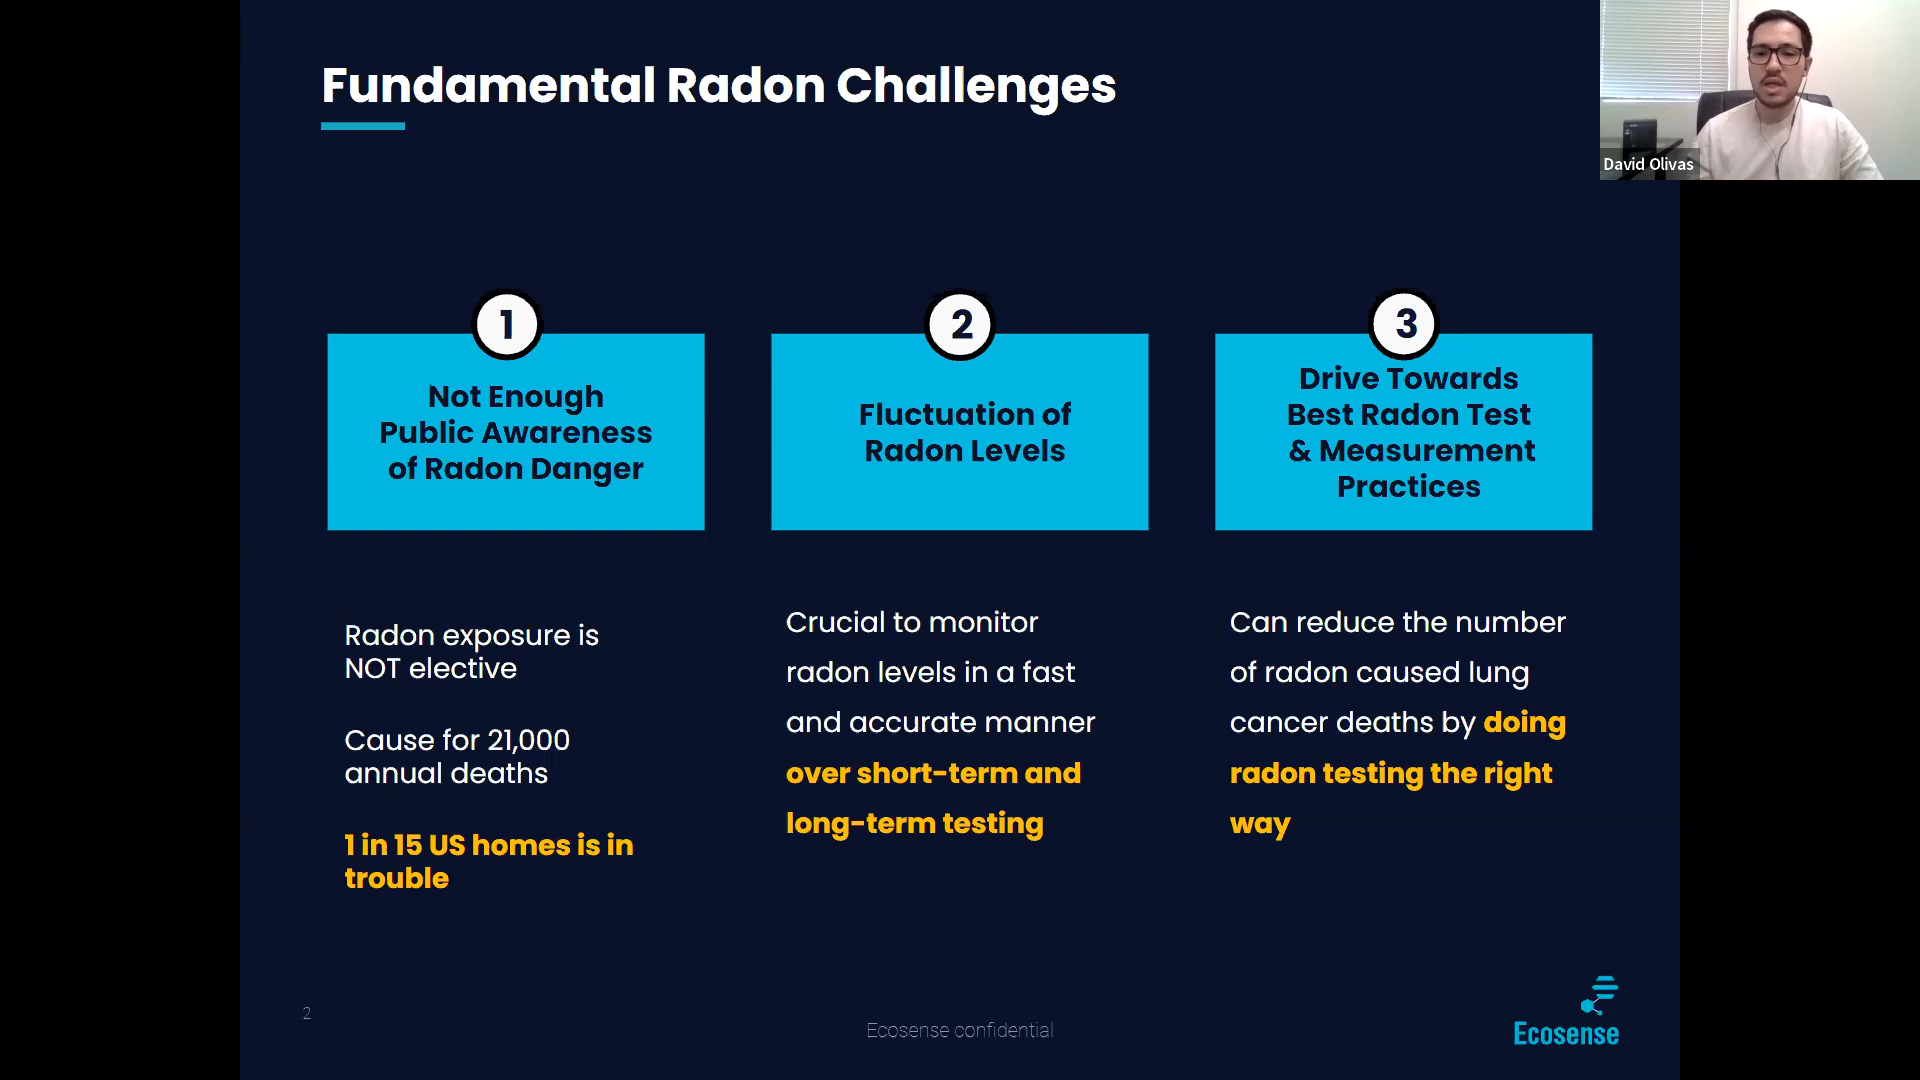 Fundamental Radon Challenges
David Olivas
1
Not Enough
Public Awareness
of Radon Danger
Radon exposure is
NOT elective
Cause for 21,000
annual deaths
1 in 15 US homes is in
trouble
2
Fluctuation of
Radon Levels
Crucial to monitor
radon levels in a fast
and accurate manner
over short-term and
long-term testing
3
Drive Towards
Best Radon Test
& Measurement
Practices
Can reduce the number
of radon caused lung
cancer deaths by doing
radon testing the right
way
2
Ecosense confidential
Ecosense